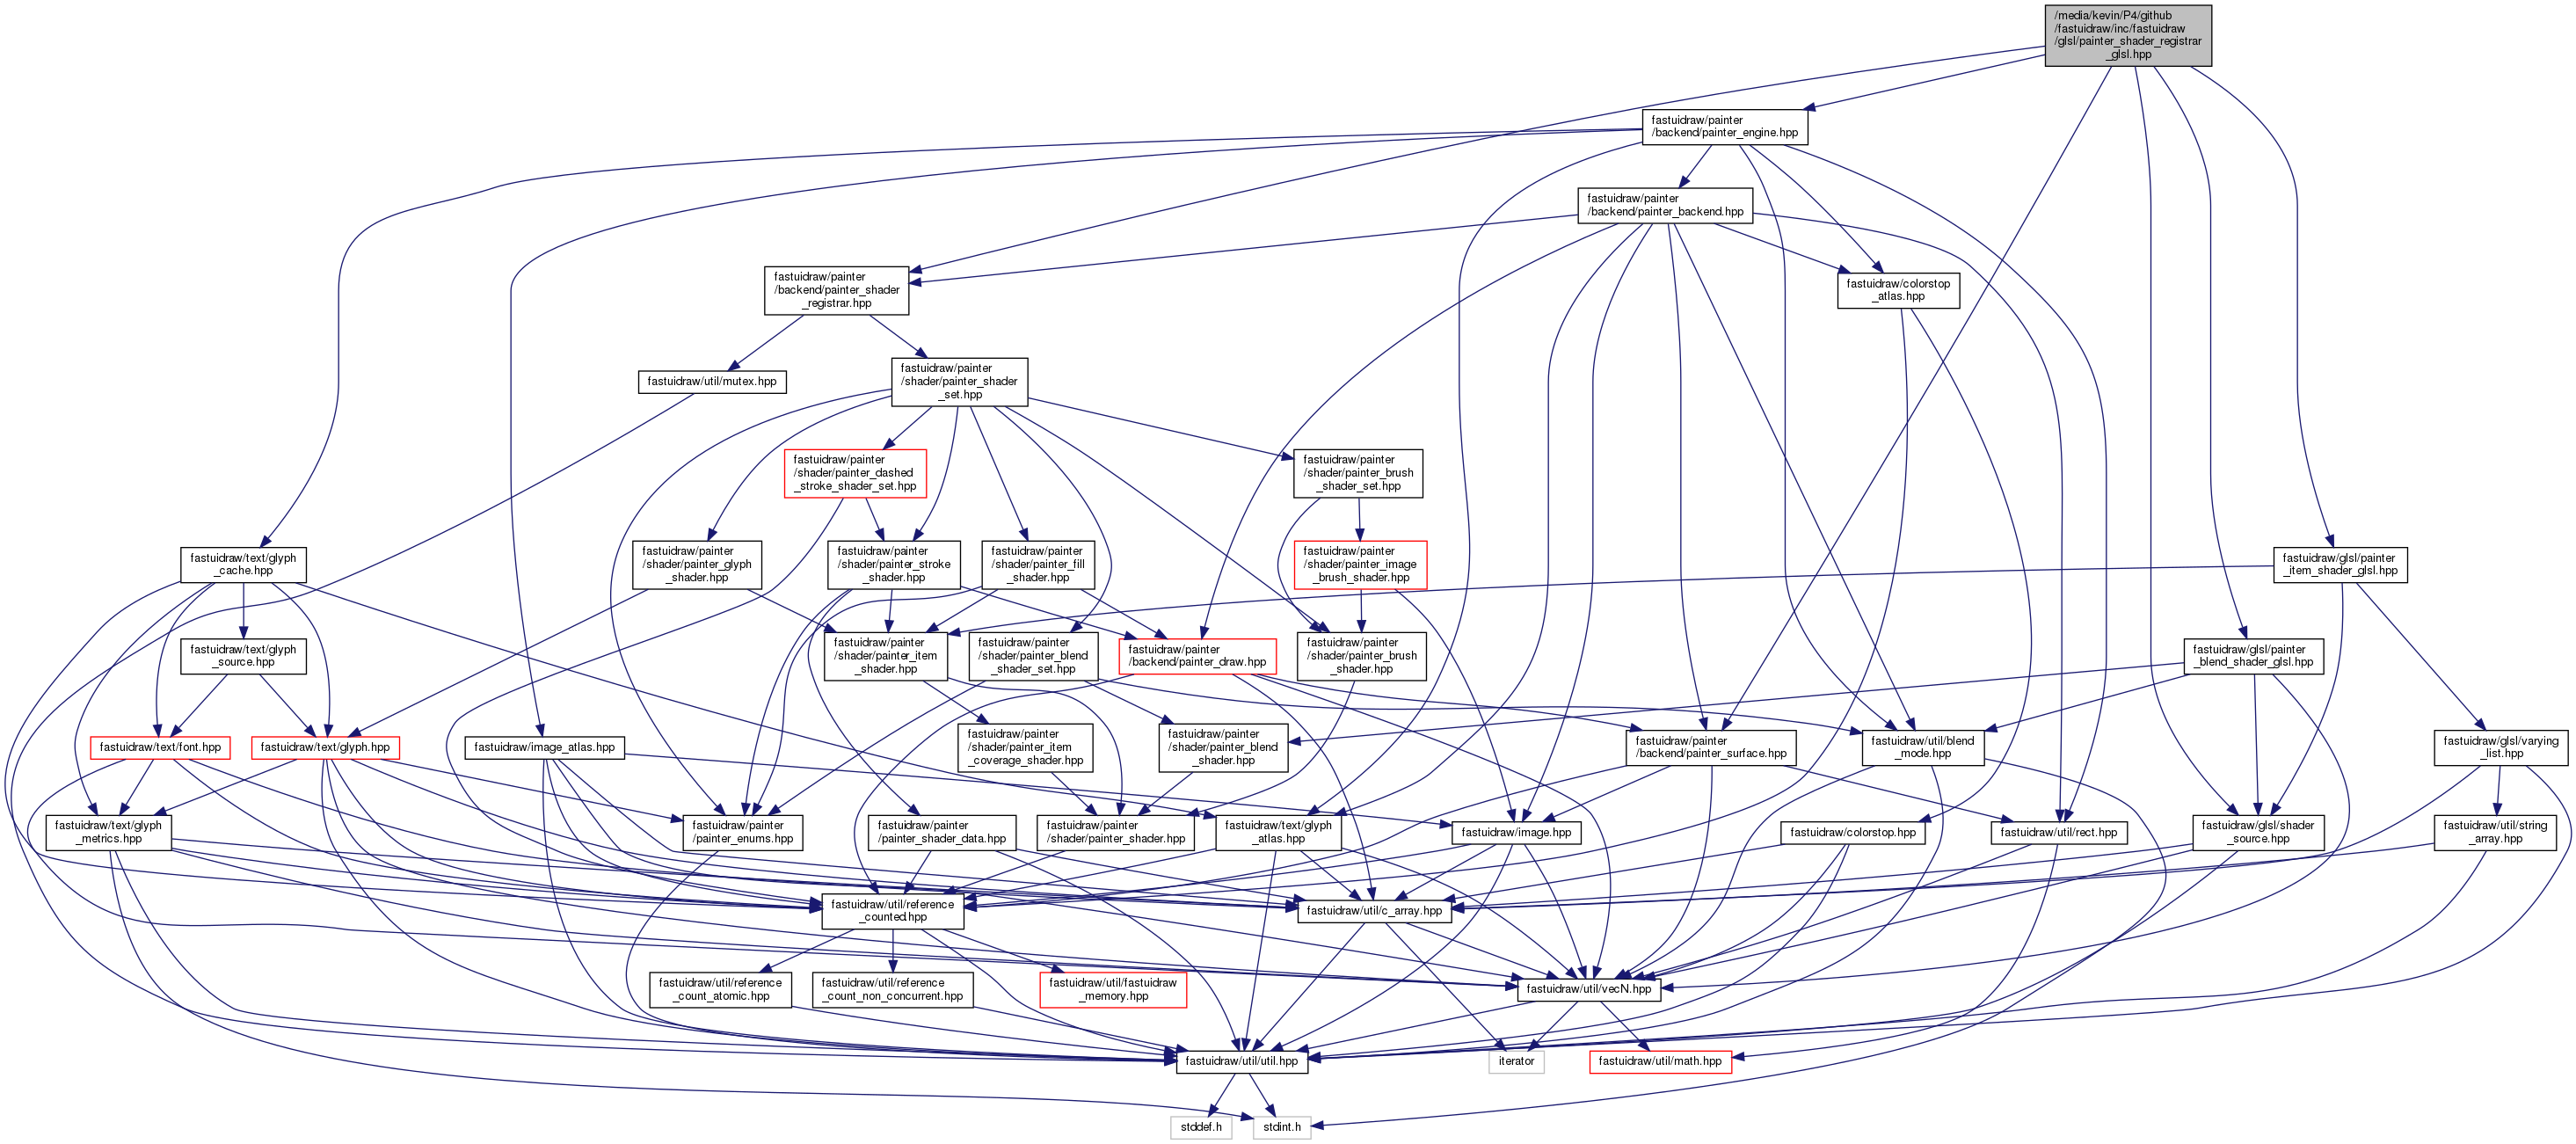 /media/kevin/P4/github
/fastuidraw/inc/fastuidraw
/glsl/painter_shader_registrar
_glsl.hpp
fastuidraw/painter
/backend/painter_engine.hpp
fastuidraw/painter
/backend/painter_backend.hpp
fastuidraw/painter
/backend/painter_shader
_registrar.hpp
fastuidraw/colorstop
_atlas.hpp
fastuidraw/util/mutex.hpp
fastuidraw/painter
/shader/painter_shader
_set.hpp
fastuidraw/painter
/shader/painter_dashed
_stroke_shader_set.hpp
fastuidraw/painter
/shader/painter_brush
_shader_set.hpp
fastuidraw/text/glyph
_cache.hpp
fastuidraw/painter
/shader/painter_glyph
_shader.hpp
fastuidraw/painter
/shader/painter_stroke
_shader.hpp
fastuidraw/painter
/shader/painter_fill
_shader.hpp
fastuidraw/painter
/shader/painter_image
_brush_shader.hpp
fastuidraw/glsl/painter
_item_shader_glsl.hpp
fastuidraw/text/glyph
_source.hpp
fastuidraw/painter
/shader/painter_item
_shader.hpp
fastuidraw/painter
/shader/painter_blend
_shader_set.hpp
fastuidraw/painter
/backend/painter_draw.hpp
fastuidraw/painter
/shader/painter_brush
_shader.hpp
fastuidraw/glsl/painter
_blend_shader_glsl.hpp
fastuidraw/text/font.hpp
fastuidraw/text/glyph.hpp
fastuidraw/image_atlas.hpp
fastuidraw/painter
/shader/painter_item
_coverage_shader.hpp
fastuidraw/painter
/shader/painter_blend
_shader.hpp
fastuidraw/painter
/backend/painter_surface.hpp
fastuidraw/util/blend
_mode.hpp
fastuidraw/glsl/varying
_list.hpp
fastuidraw/text/glyph
_metrics.hpp
fastuidraw/painter
/painter_enums.hpp
fastuidraw/painter
/painter_shader_data.hpp
fastuidraw/painter
/shader/painter_shader.hpp
fastuidraw/text/glyph
_atlas.hpp
fastuidraw/image.hpp
fastuidraw/colorstop.hpp
fastuidraw/util/rect.hpp
fastuidraw/glsl/shader
_source.hpp
fastuidraw/util/string
_array.hpp
fastuidraw/util/reference
_counted.hpp
fastuidraw/util/c_array.hpp
fastuidraw/util/reference
_count_atomic.hpp
fastuidraw/util/reference
_count_non_concurrent.hpp
fastuidraw/util/fastuidraw
_memory.hpp
fastuidraw/util/vecN.hpp
fastuidraw/util/util.hpp
iterator
fastuidraw/util/math.hpp
stddef.h
stdint.h